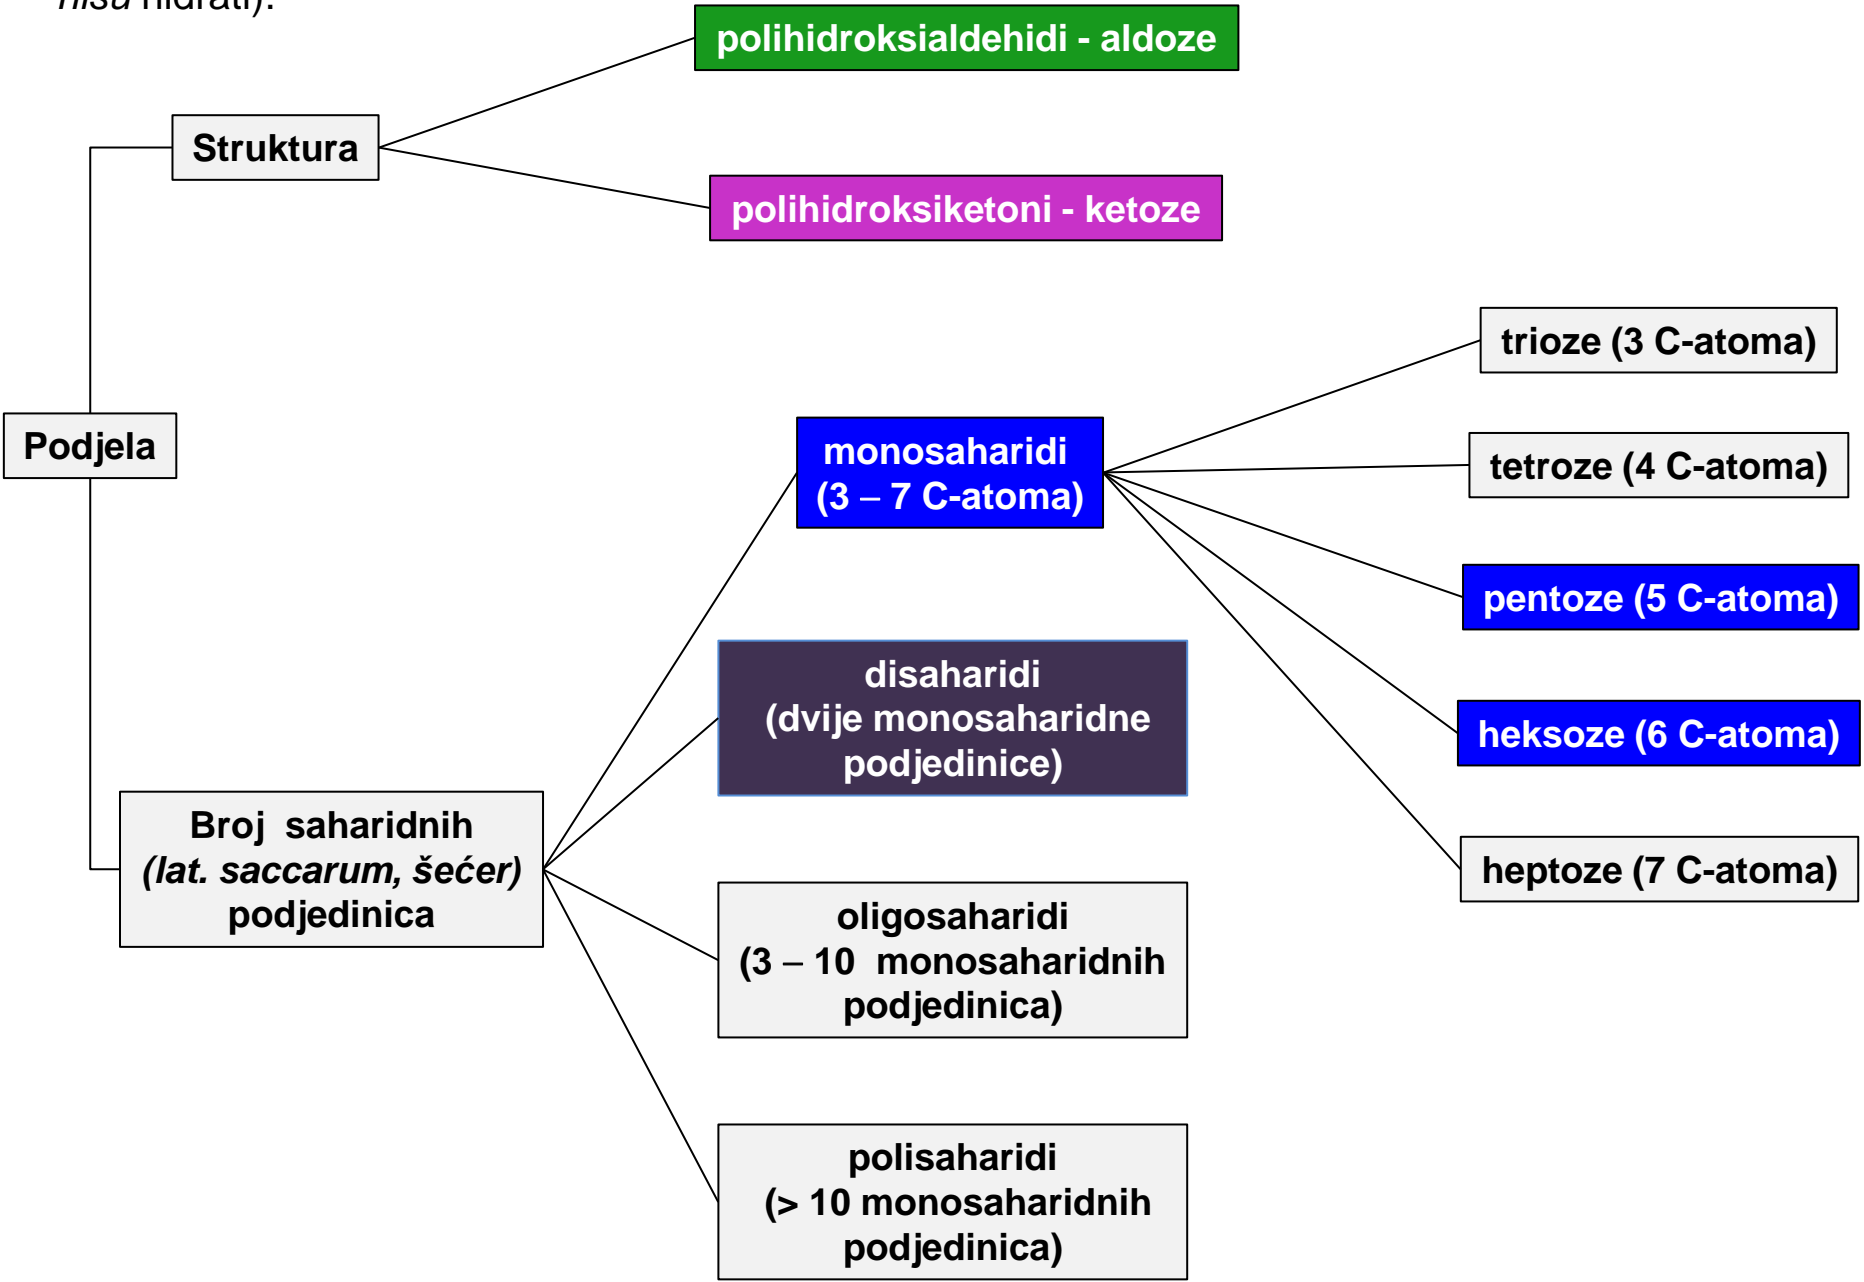 nisu hidrati).
polihidroksialdehidi - aldoze
Struktura
polihidroksiketoni - ketoze
Podjela
monosaharidi
(3 – 7 C-atoma)
trioze (3 C-atoma)
tetroze (4 C-atoma)
pentoze (5 C-atoma)
heksoze (6 C-atoma)
heptoze (7 C-atoma)
disaharidi
(dvije monosaharidne
podjedinice)
Broj saharidnih
(lat. saccarum, šećer)
podjedinica
oligosaharidi
(3 – 10 monosaharidnih
podjedinica)
polisaharidi
(> 10 monosaharidnih
podjedinica)